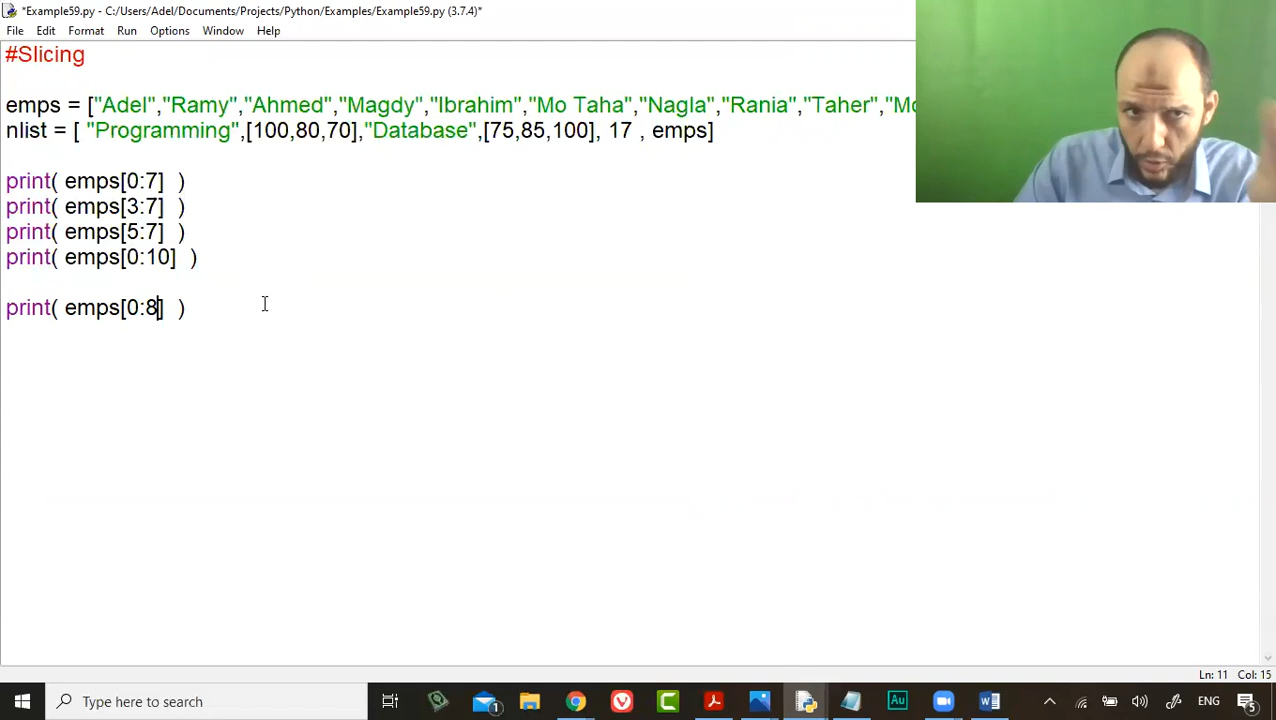 *Example59.py - C:/Users/Adel/Documents/Projects/Python/Examples/Example59.py (3.7.4)*
File Edit Format Run Options Window Help
#Slicing
emps = ["Adel","Ramy","Ahmed","Magdy","Ibrahim","Mo Taha","Nagla","Rania","Taher","Mo
nlist = [ "Programming",[100,80,70],"Database",[75,85,100], 17 , emps]
print( emps[0:7] )
print( emps[3:7] )
print( emps[5:7] )
print( emps[0:10] )
print( emps[0:8] )
Ln: 11 Col: 15
Type here to search
1
Au
ENG
5